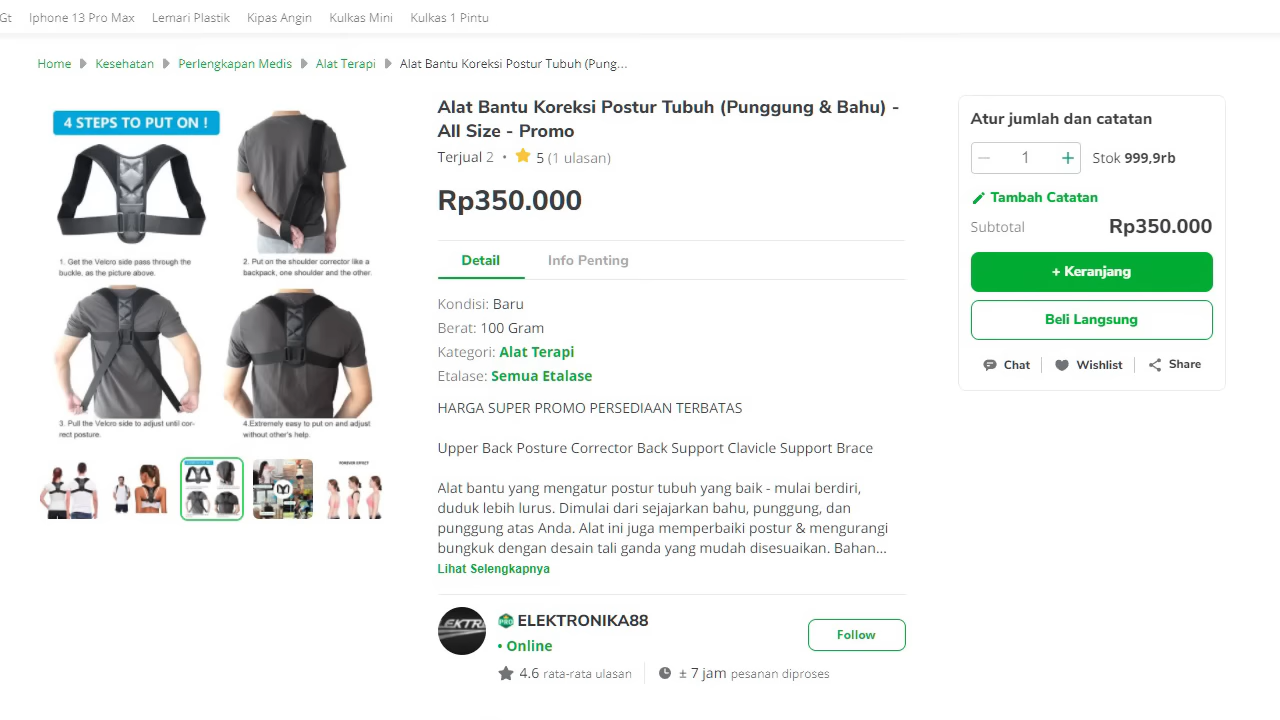 Gt Iphone 13 Pro Max Lemari Plastik Kipas Angin Kulkas Mini Kulkas 1 Pintu
Home Kesehatan Perlengkapan Medis Alat Terapi Alat Bantu Koreksi Postur Tubuh (Pung...
4 STEPS TO PUT ON !
1. Get the Velcro side pass through the
buckle, as the picture above.
2. Put on the shoulder corrector like a
backpack, one shoulder and the other.
3. Pull the Velcro side to adjust until cor-
rect posture.
4.Extremely easy to put on and adjust
without other's help.
FOREVER EFFECT
Alat Bantu Koreksi Postur Tubuh (Punggung & Bahu) -
All Size - Promo
Terjual 2 • 5 (1 ulasan)
Rp350.000
Detail Info Penting
Kondisi: Baru
Berat: 100 Gram
Kategori: Alat Terapi
Etalase: Semua Etalase
HARGA SUPER PROMO PERSEDIAAN TERBATAS
Upper Back Posture Corrector Back Support Clavicle Support Brace
Alat bantu yang mengatur postur tubuh yang baik - mulai berdiri,
duduk lebih lurus. Dimulai dari sejajarkan bahu, punggung, dan
punggung atas Anda. Alat ini juga memperbaiki postur & mengurangi
bungkuk dengan desain tali ganda yang mudah disesuaikan. Bahan...
Lihat Selengkapnya
EKTRI
PRO ELEKTRONIKA88
• Online
Follow
4.6 rata-rata ulasan ± 7 jam pesanan diproses
Atur jumlah dan catatan
1 Stok 999,9rb
Tambah Catatan
Subtotal Rp350.000
+ Keranjang
Beli Langsung
Chat Wishlist Share